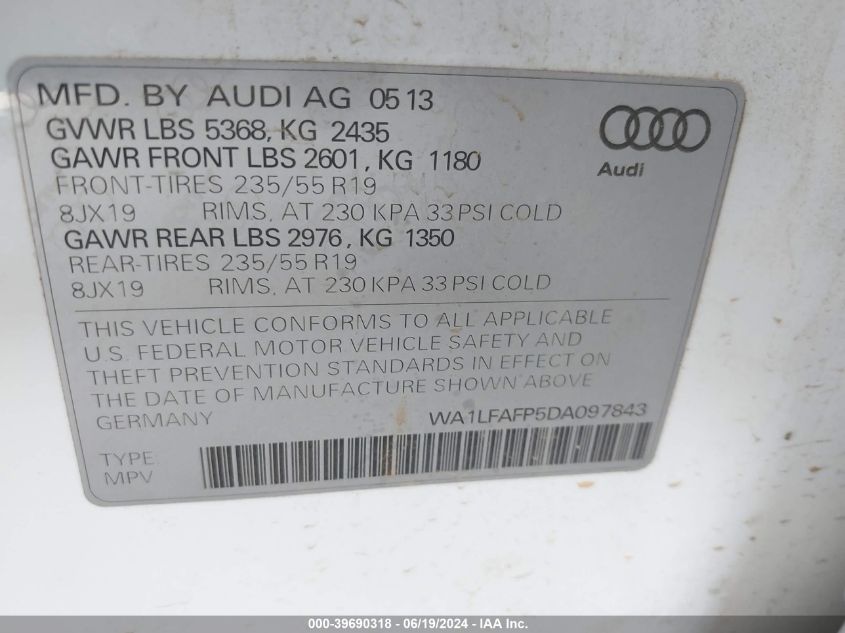 MFD. BY AUDI AG 05 13
GVWR LBS 5368, KG 2435
GAWR FRONT LBS 2601, KG 1180
FRONT-TIRES 235/55 R19
8JX19 RIMS, AT 230 KPA 33 PSI COLD
GAWR REAR LBS 2976, KG 1350
REAR-TIRES 235/55 R19
8JX19 RIMS, AT 230 KPA 33 PSI COLD
Audi
THIS VEHICLE CONFORMS TO ALL APPLICABLE
U.S. FEDERAL MOTOR VEHICLE SAFETY AND
THEFT PREVENTION STANDARDS IN EFFECT ON
THE DATE OF MANUFACTURE SHOWN ABOVE
GERMANY WA1LFAFP5DA097843
TYPE:
MPV
000-39690318 - 06/19/2024 - IAA Inc.